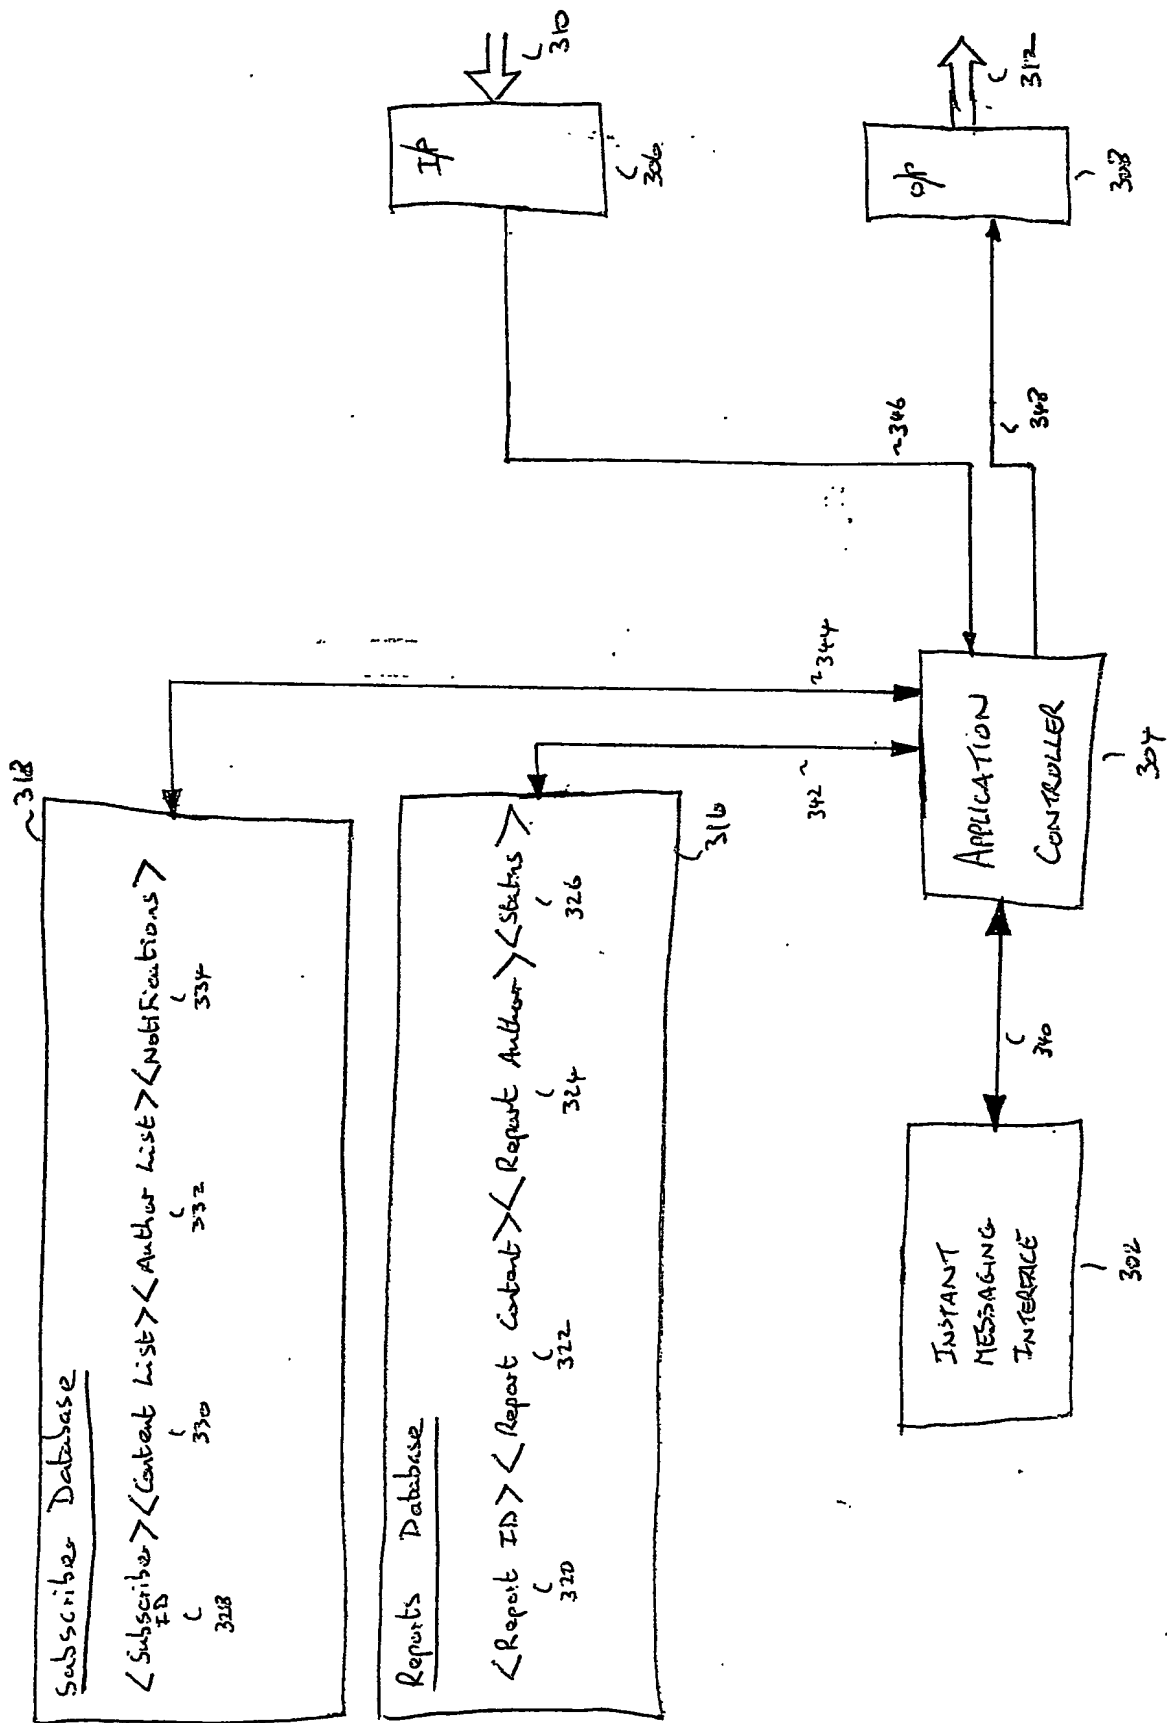 Subscriber Database
~318
<Subscriber ID> <Content List> <Author List> <Notifications>
328
330
332
334
Reports Database
316
<Report ID> <Report Content> <Report Author> <Status>
320
322
324
326
342 ~
~344
INSTANT
MESSAGING
INTERFACE
302
340
APPLICATION
CONTROLLER
304
~346
348
I/P
306
310
O/P
308
312